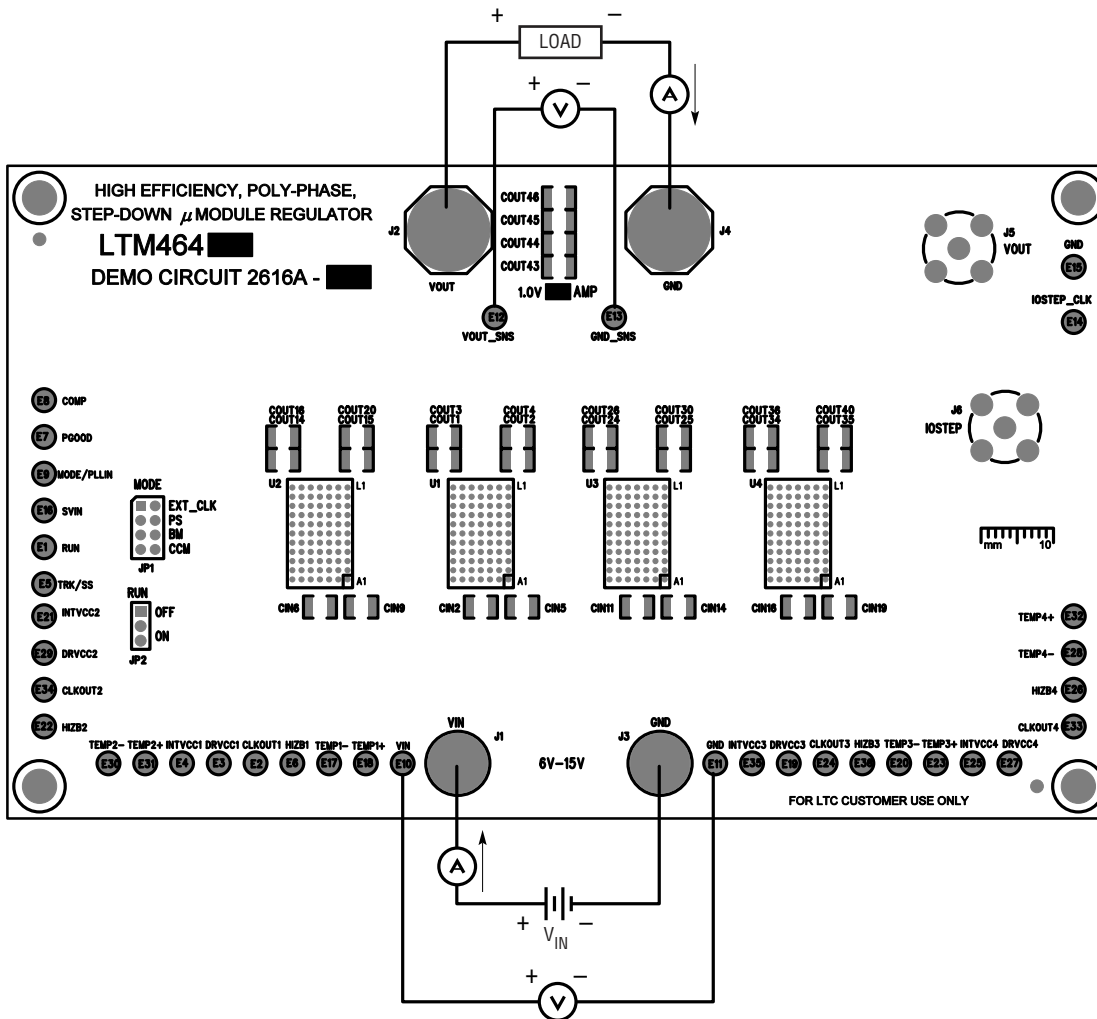 + LOAD −
+ V −
A
HIGH EFFICIENCY, POLY-PHASE,
STEP-DOWN µMODULE REGULATOR
LTM464
DEMO CIRCUIT 2616A -
J2
VOUT
COUT46
COUT45
COUT44
COUT43
1.0V AMP
J4
GND
E12
VOUT_SNS
E13
GND_SNS
J5
VOUT
GND
E15
IOSTEP_CLK
E14
J6
IOSTEP
mm 10
E8 COMP
E7 PGOOD
E9 MODE/PLLIN
E16 SVIN
E1 RUN
E5 TRK/SS
E21 INTVCC2
E29 DRVCC2
E34 CLKOUT2
E22 HIZB2
MODE
EXT_CLK
PS
BM
CCM
JP1
RUN
OFF
ON
JP2
COUT16 COUT20
COUT14 COUT15
U2 L1
A1
CIN6 CIN9
COUT3 COUT4
COUT1 COUT2
U1 L1
A1
CIN2 CIN5
COUT26 COUT30
COUT24 COUT25
U3 L1
A1
CIN11 CIN14
COUT36 COUT40
COUT34 COUT35
U4 L1
A1
CIN16 CIN19
TEMP4+ E32
TEMP4- E28
HIZB4 E26
CLKOUT4 E33
TEMP2- TEMP2+ INTVCC1 DRVCC1 CLKOUT1 HIZB1 TEMP1- TEMP1+ VIN
E30 E31 E4 E3 E2 E6 E17 E18 E10
VIN
J1
6V-15V
GND
J3
GND INTVCC3 DRVCC3 CLKOUT3 HIZB3 TEMP3- TEMP3+ INTVCC4 DRVCC4
E11 E35 E19 E24 E36 E20 E23 E25 E27
FOR LTC CUSTOMER USE ONLY
A
+ −
VIN
+ V −